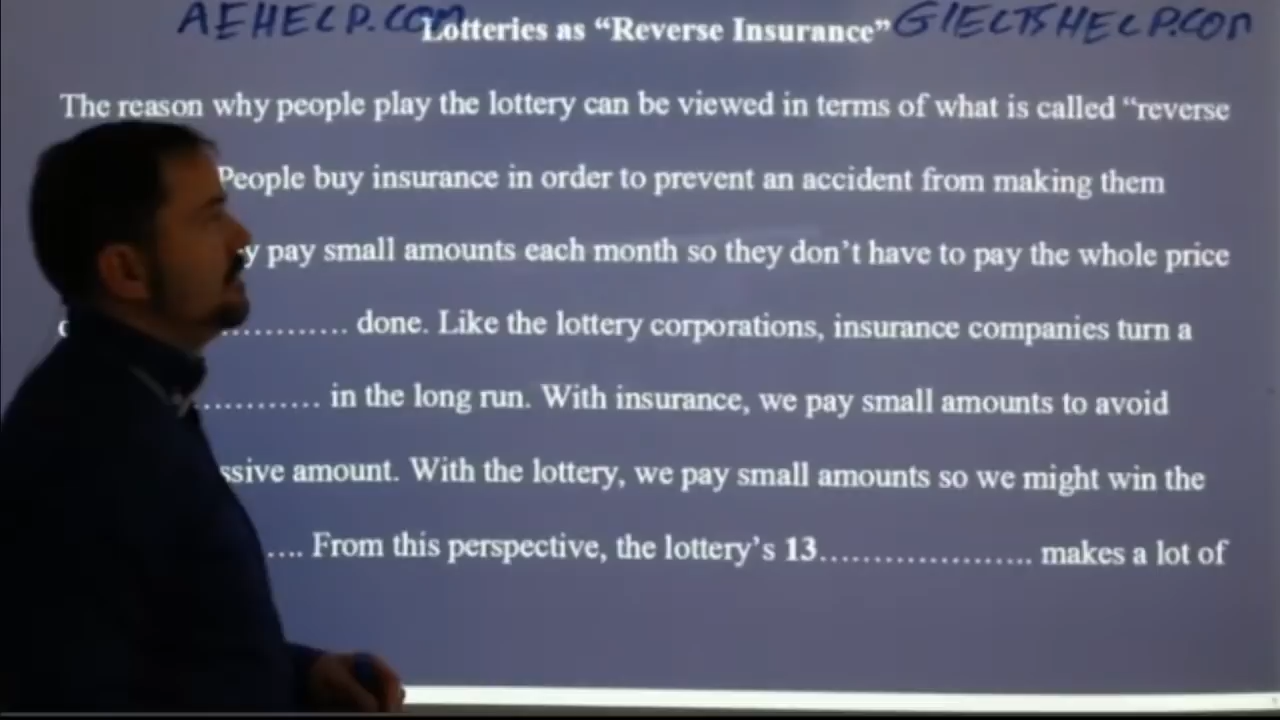 AEHELP.COM
GIELTSHELP.COM
Lotteries as “Reverse Insurance”
The reason why people play the lottery can be viewed in terms of what is called “reverse
People buy insurance in order to prevent an accident from making them
pay small amounts each month so they don’t have to pay the whole price
............ done. Like the lottery corporations, insurance companies turn a
............ in the long run. With insurance, we pay small amounts to avoid
amount. With the lottery, we pay small amounts so we might win the
.... From this perspective, the lottery’s 13.................... makes a lot of